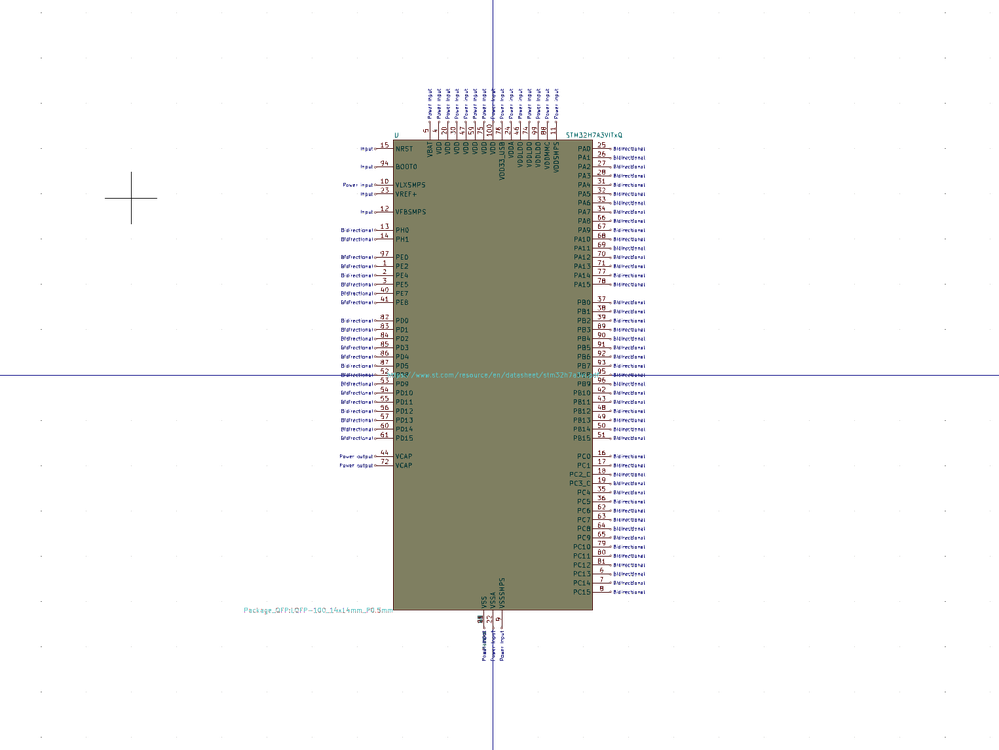 Power input Power input Power input Power input Power input Power input Power input Power input Power input Power input Power input Power input Power input Power input Power input
5 4 20 30 47 59 75 100 76 24 46 74 99 88 11
U STM32H7A3VITxQ
VBAT VDD VDD VDD VDD VDD VDD VDD VDD33_USB VDDA VDDLDO VDDLDO VDDLDO VDDMMC VDDSMPS
Input 15 NRST PA0 25 Bidirectional
PA1 26 Bidirectional
Input 94 BOOT0 PA2 27 Bidirectional
PA3 28 Bidirectional
Power input 10 VLXSMPS PA4 31 Bidirectional
Input 23 VREF+ PA5 32 Bidirectional
PA6 33 Bidirectional
Input 12 VFBSMPS PA7 34 Bidirectional
PA8 66 Bidirectional
Bidirectional 13 PH0 PA9 67 Bidirectional
Bidirectional 14 PH1 PA10 68 Bidirectional
PA11 69 Bidirectional
Bidirectional 97 PE0 PA12 70 Bidirectional
Bidirectional 1 PE2 PA13 71 Bidirectional
Bidirectional 2 PE4 PA14 77 Bidirectional
Bidirectional 3 PE5 PA15 78 Bidirectional
Bidirectional 40 PE7
Bidirectional 41 PE8 PB0 37 Bidirectional
PB1 38 Bidirectional
Bidirectional 82 PD0 PB2 39 Bidirectional
Bidirectional 83 PD1 PB3 89 Bidirectional
Bidirectional 84 PD2 PB4 90 Bidirectional
Bidirectional 85 PD3 PB5 91 Bidirectional
Bidirectional 86 PD4 PB6 92 Bidirectional
Bidirectional 87 PD5 PB7 93 Bidirectional
52 www.st.com/resource/en/datasheet/ 95
Bidirectional 53 PD9 PB9 96 Bidirectional
Bidirectional 54 PD10 PB10 42 Bidirectional
Bidirectional 55 PD11 PB11 43 Bidirectional
Bidirectional 56 PD12 PB12 48 Bidirectional
Bidirectional 57 PD13 PB13 49 Bidirectional
Bidirectional 60 PD14 PB14 50 Bidirectional
Bidirectional 61 PD15 PB15 51 Bidirectional
Power output 44 VCAP PC0 16 Bidirectional
Power output 72 VCAP PC1 17 Bidirectional
PC2_C 18 Bidirectional
PC3_C 19 Bidirectional
PC4 35 Bidirectional
PC5 36 Bidirectional
PC6 62 Bidirectional
PC7 63 Bidirectional
PC8 64 Bidirectional
PC9 65 Bidirectional
PC10 79 Bidirectional
PC11 80 Bidirectional
PC12 81 Bidirectional
PC13 6 Bidirectional
PC14 7 Bidirectional
PC15 8 Bidirectional
VSS VSSA VSSSMPS
Package_QFP:LQFP-100_14x14mm_P0.5mm
22 9
Power input Power input